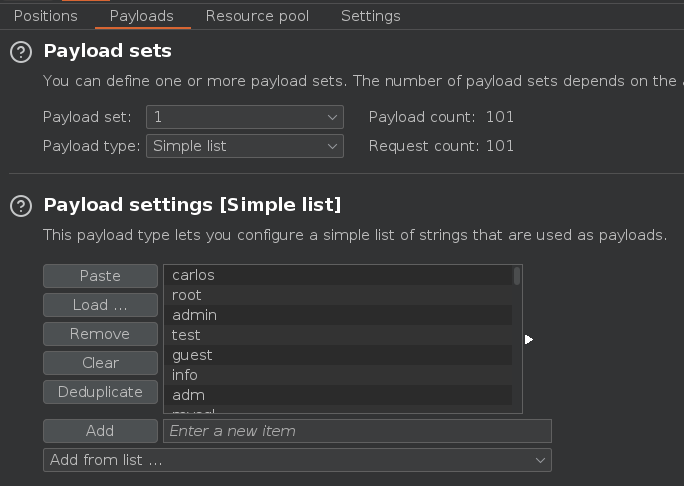 Positions Payloads Resource pool Settings
? Payload sets
You can define one or more payload sets. The number of payload sets depends on the
Payload set: 1 Payload count: 101
Payload type: Simple list Request count: 101
? Payload settings [Simple list]
This payload type lets you configure a simple list of strings that are used as payloads.
Paste
Load ...
Remove
Clear
Deduplicate
carlos
root
admin
test
guest
info
adm
Add Enter a new item
Add from list ...